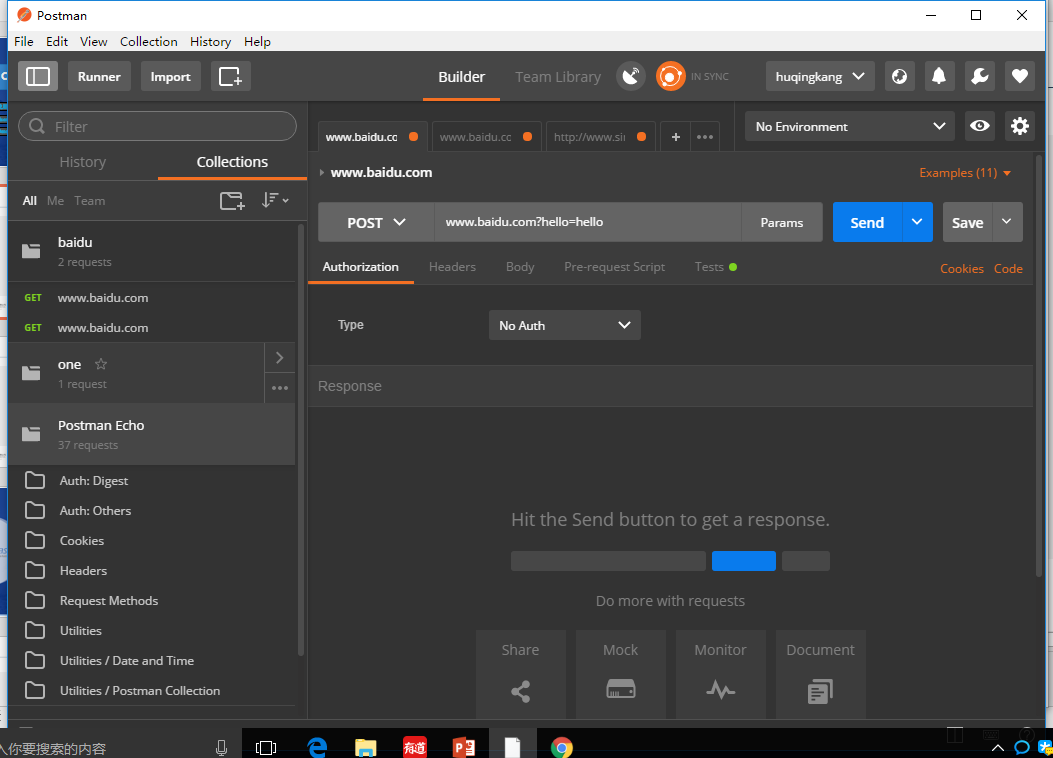 Postman
File Edit View Collection History Help
Runner Import Builder Team Library IN SYNC huqingkang
Filter
www.baidu.cc www.baidu.cc http://www.sii + ••• No Environment
History Collections
www.baidu.com Examples (11)
All Me Team
POST www.baidu.com?hello=hello Params Send Save
baidu
2 requests
Authorization Headers Body Pre-request Script Tests Cookies Code
GET www.baidu.com
GET www.baidu.com
Type No Auth
one
1 request
Response
Postman Echo
37 requests
Auth: Digest
Auth: Others
Cookies
Headers
Request Methods
Utilities
Utilities / Date and Time
Utilities / Postman Collection
Hit the Send button to get a response.
Do more with requests
Share Mock Monitor Document
入你要搜索的内容
有道